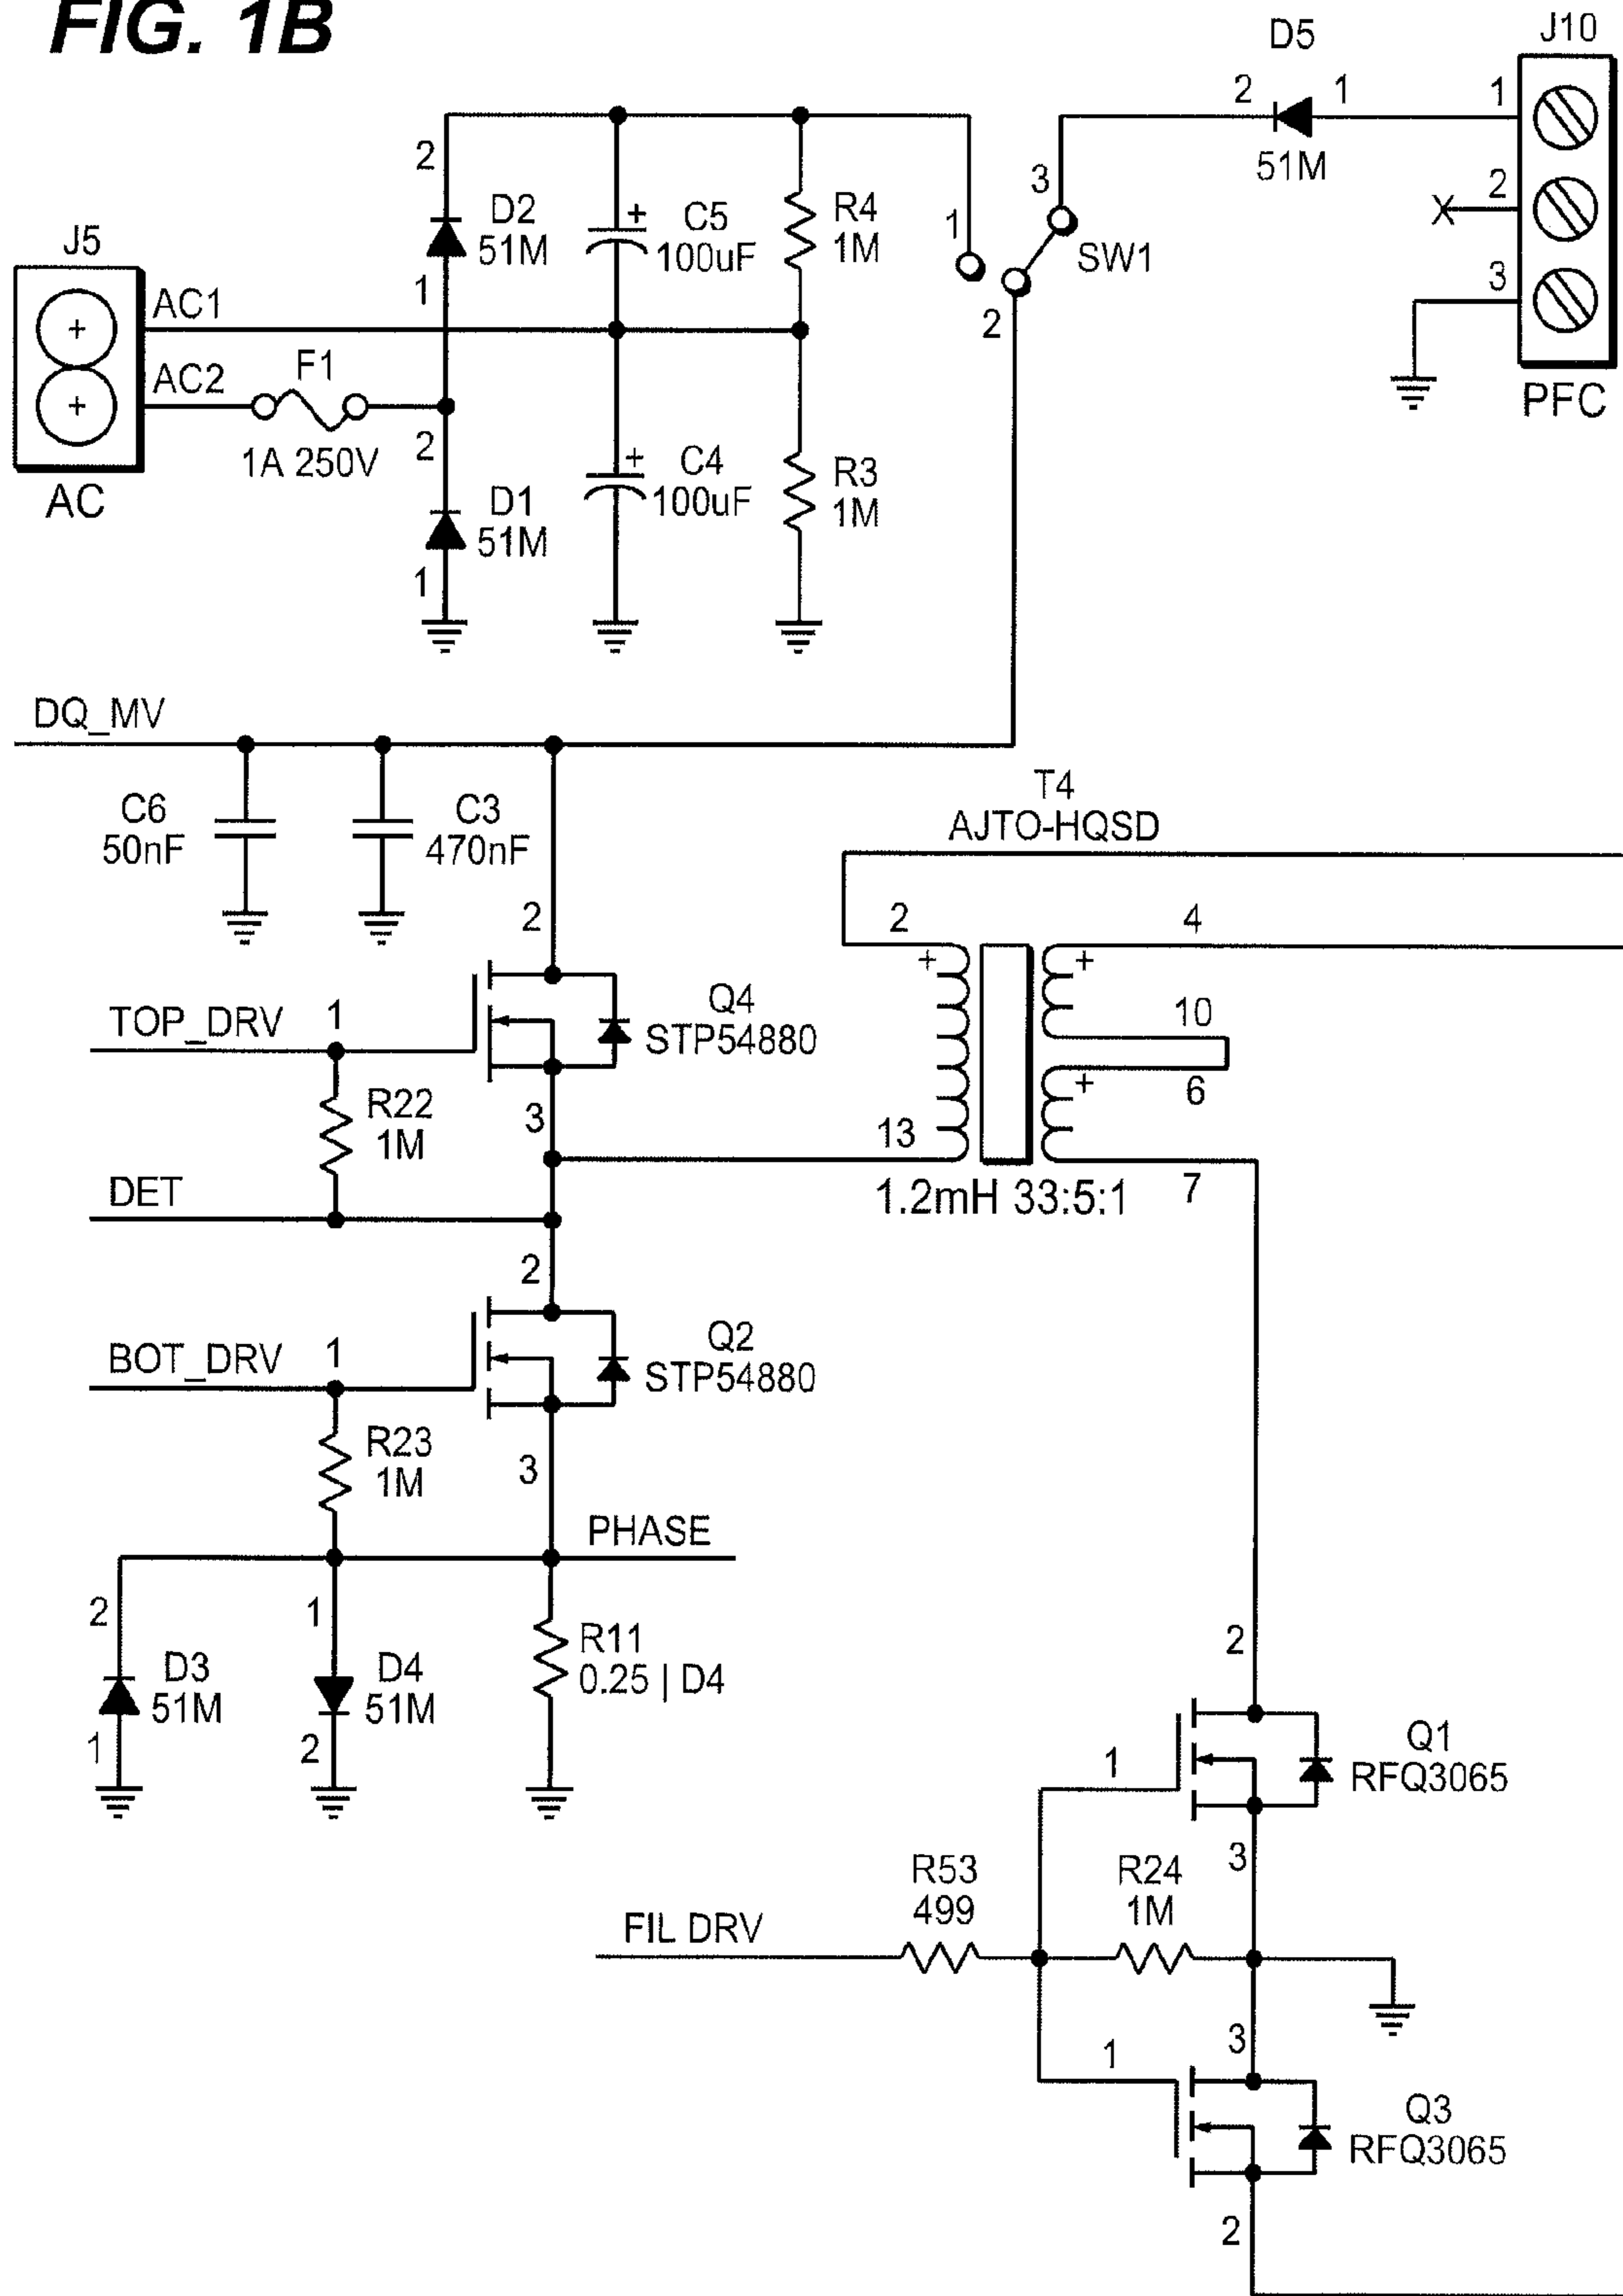 FIG. 1B
D5
J10
2
1
1
51M
2
X
3
PFC
2
D2
51M
1
C5
100uF
+
R4
1M
1
3
SW1
2
J5
+
+
AC
AC1
AC2
F1
1A 250V
2
D1
51M
1
+
C4
100uF
R3
1M
DQ_MV
C6
50nF
C3
470nF
T4
AJTO-HQSD
2
+
13
4
+
10
+
6
7
1.2mH 33:5:1
2
TOP_DRV
1
Q4
STP54880
R22
1M
3
DET
2
BOT_DRV
1
Q2
STP54880
R23
1M
3
PHASE
2
D3
51M
1
1
D4
51M
2
R11
0.25 | D4
2
1
Q1
RFQ3065
3
R53
499
R24
1M
FIL DRV
3
1
Q3
RFQ3065
2